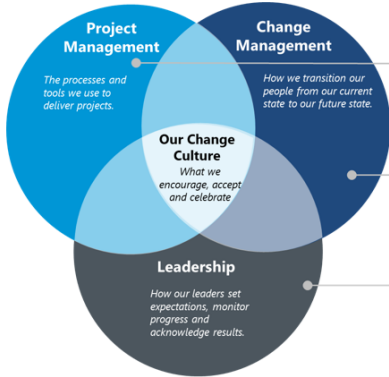 Project
Management
The processes and
tools we use to
deliver projects.
Change
Management
How we transition our
people from our current
state to our future state.
Our Change
Culture
What we
encourage, accept
and celebrate
Leadership
How our leaders set
expectations, monitor
progress and
acknowledge results.